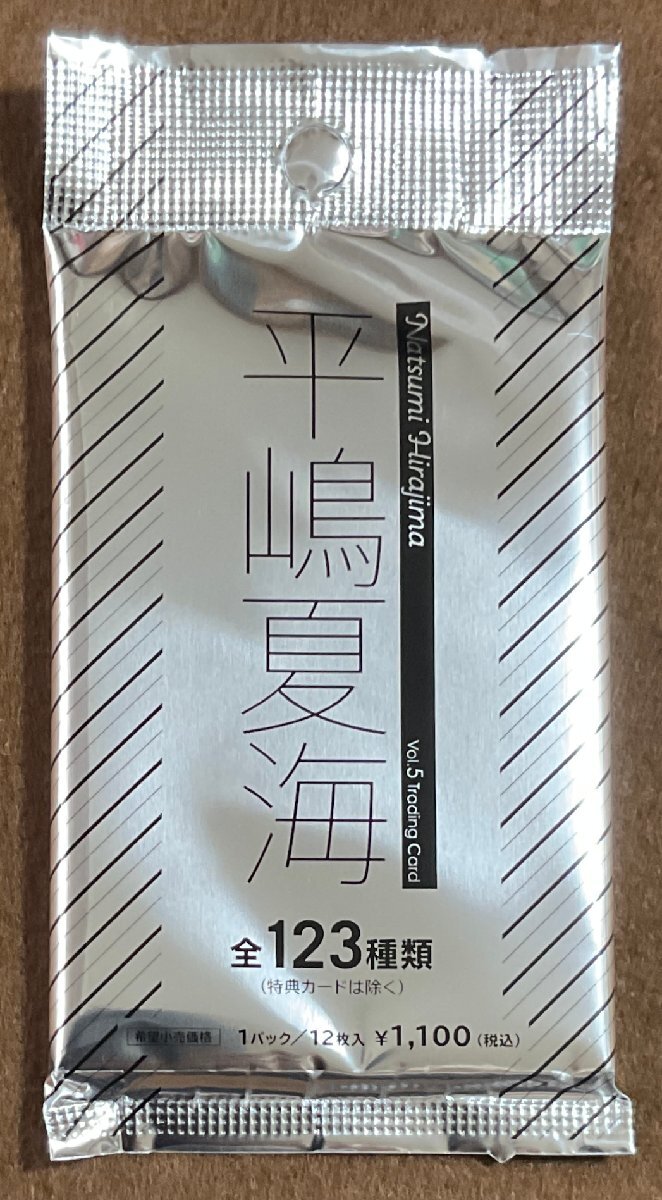 平嶋夏海
Natsumi Hirajima
Vol.5 Trading Card
全123種類
(特典カードは除く)
希望小売価格 1パック/12枚入 ¥1,100(税込)